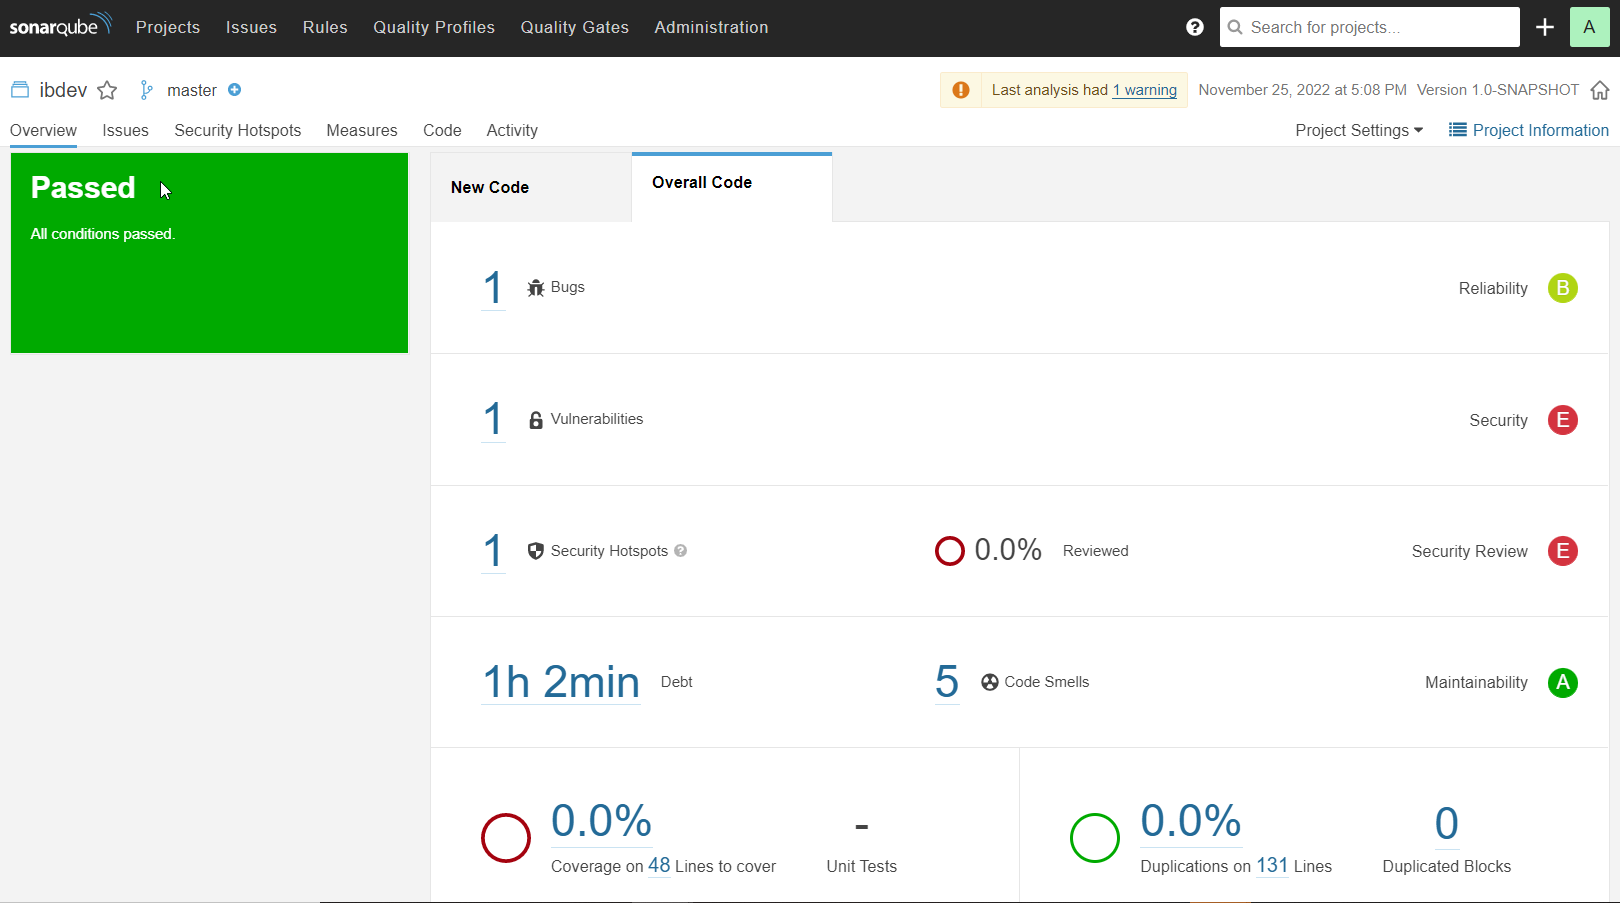 sonarqube Projects Issues Rules Quality Profiles Quality Gates Administration ? Search for projects... + A
ibdev master Last analysis had 1 warning November 25, 2022 at 5:08 PM Version 1.0-SNAPSHOT
Overview Issues Security Hotspots Measures Code Activity Project Settings Project Information
Passed
All conditions passed.
New Code Overall Code
1 Bugs Reliability B
1 Vulnerabilities Security E
1 Security Hotspots ? 0.0% Reviewed Security Review E
1h 2min Debt 5 Code Smells Maintainability A
0.0% - 0.0% 0
Coverage on 48 Lines to cover Unit Tests Duplications on 131 Lines Duplicated Blocks